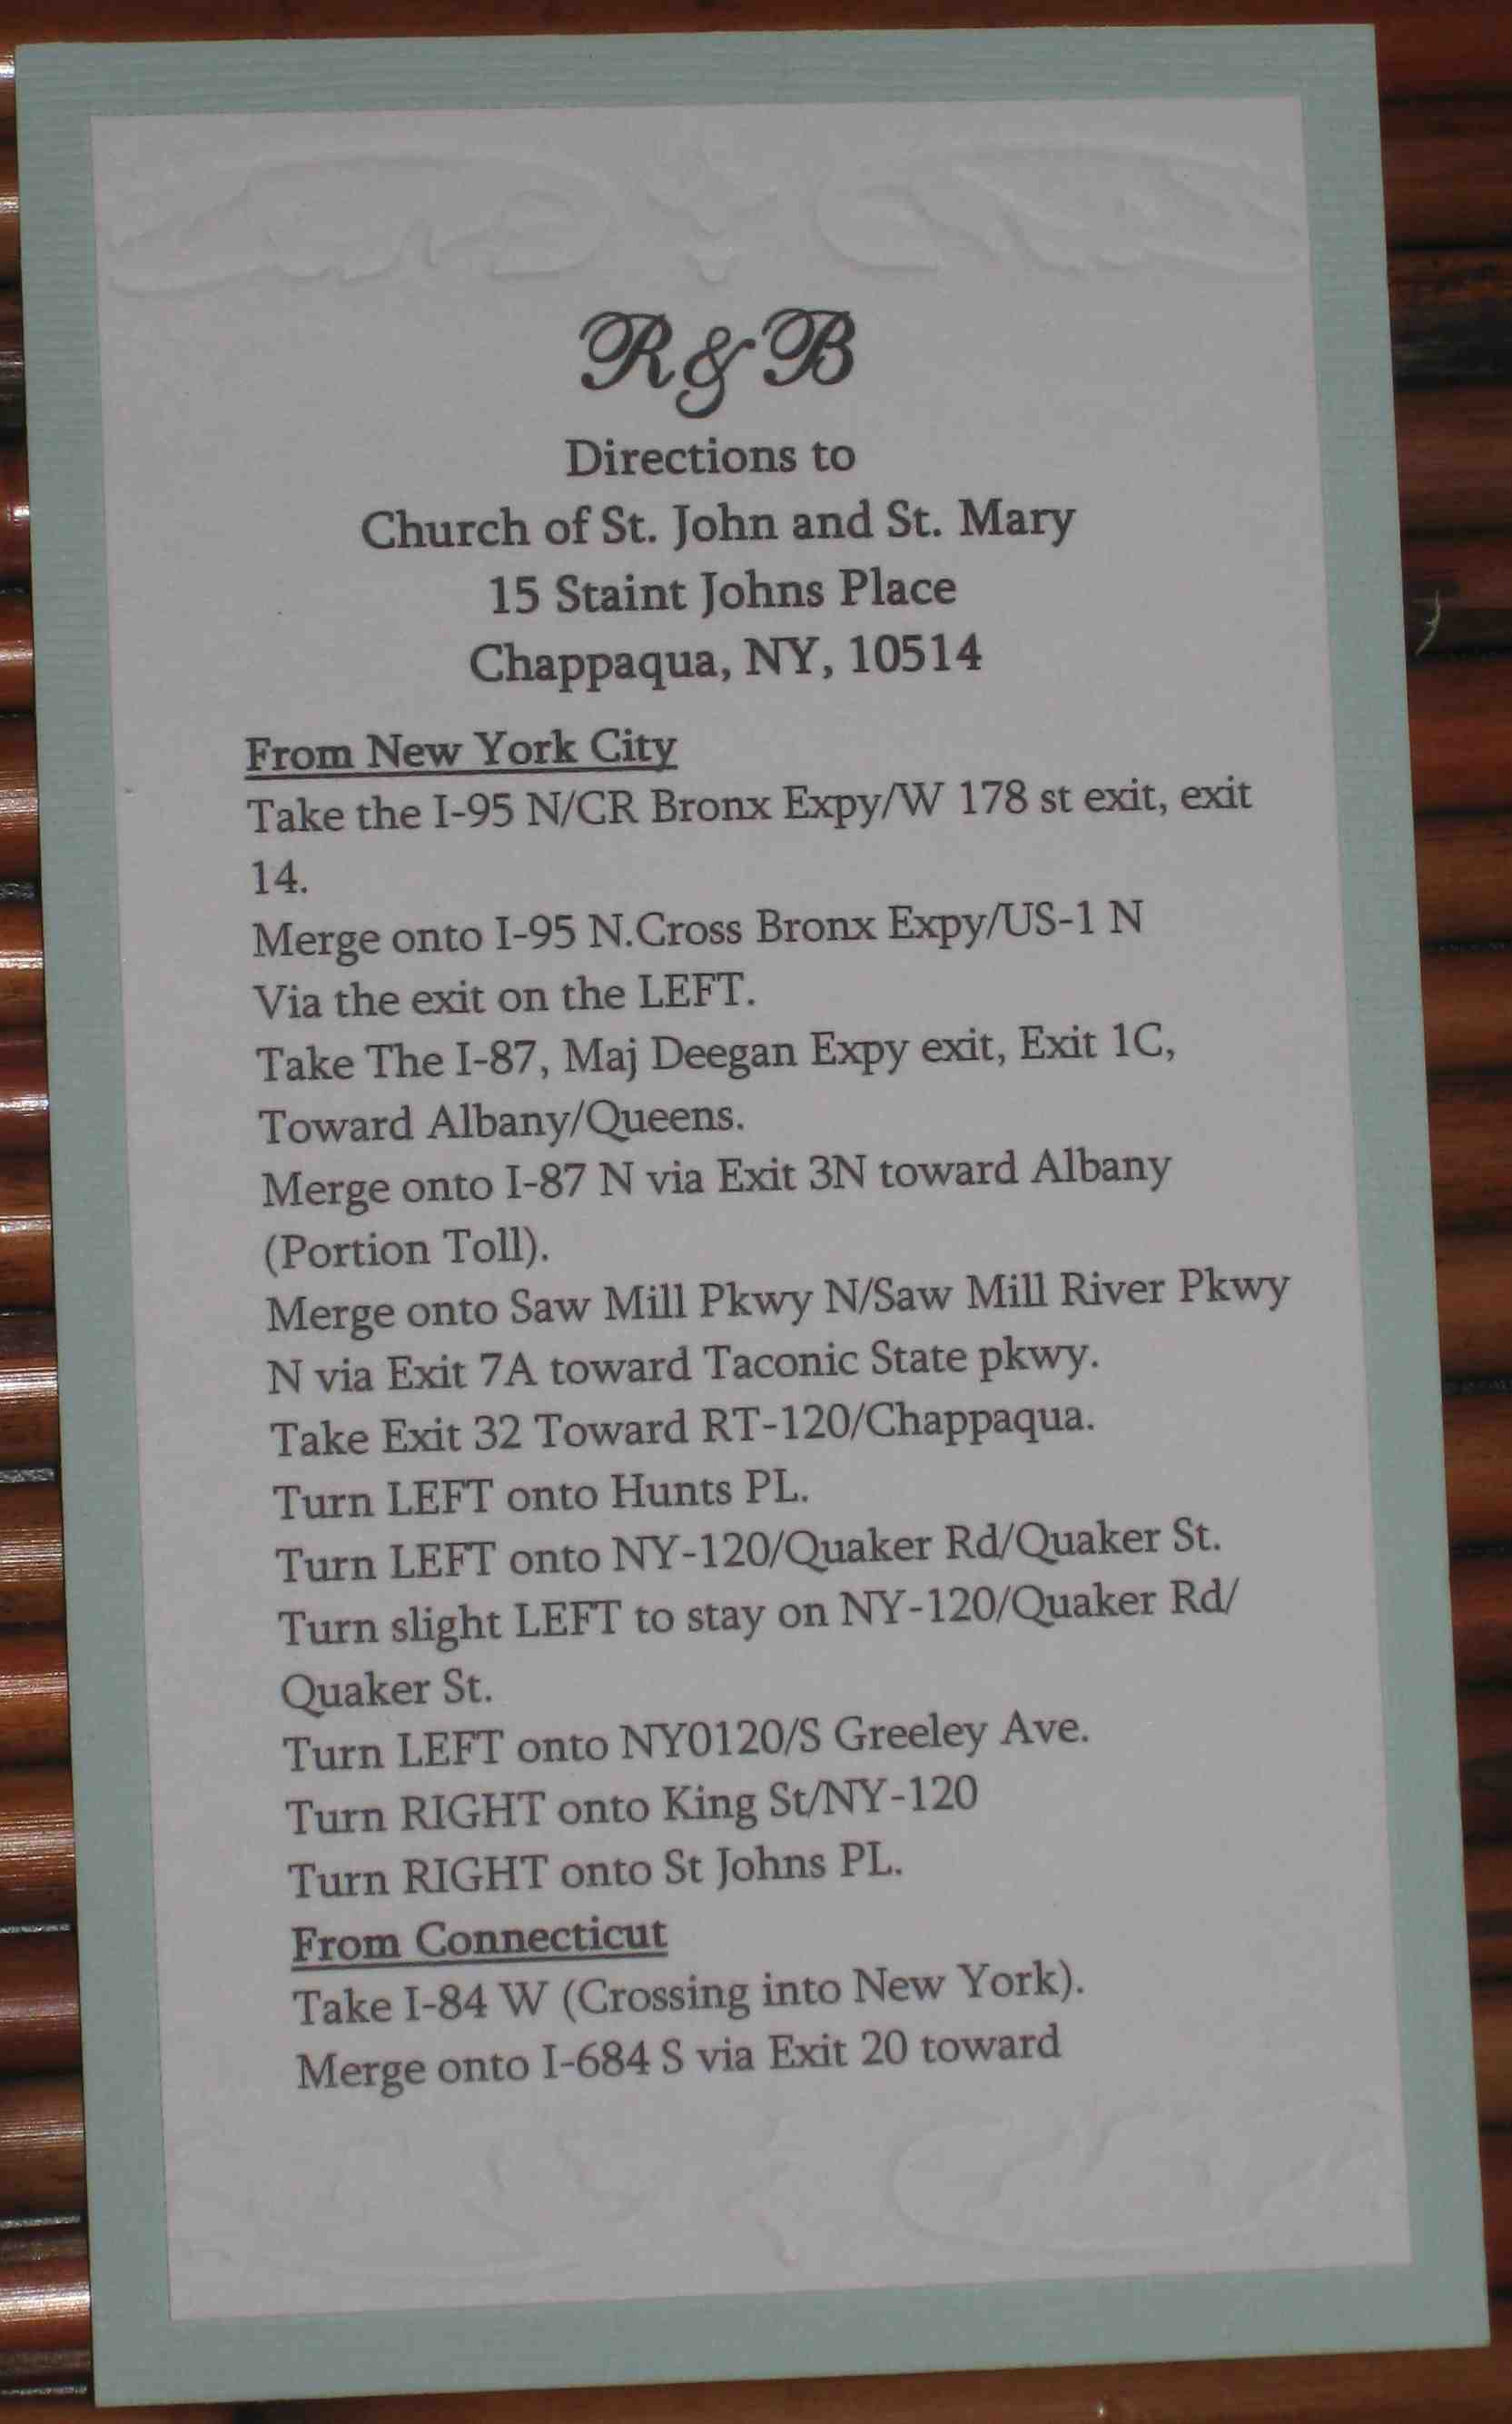 R&B
Directions to
Church of St. John and St. Mary
15 Staint Johns Place
Chappaqua, NY, 10514
From New York City
Take the I-95 N/CR Bronx Expy/W 178 st exit, exit
14.
Merge onto I-95 N.Cross Bronx Expy/US-1 N
Via the exit on the LEFT.
Take The I-87, Maj Deegan Expy exit, Exit 1C,
Toward Albany/Queens.
Merge onto I-87 N via Exit 3N toward Albany
(Portion Toll).
Merge onto Saw Mill Pkwy N/Saw Mill River Pkwy
N via Exit 7A toward Taconic State pkwy.
Take Exit 32 Toward RT-120/Chappaqua.
Turn LEFT onto Hunts PL.
Turn LEFT onto NY-120/Quaker Rd/Quaker St.
Turn slight LEFT to stay on NY-120/Quaker Rd/
Quaker St.
Turn LEFT onto NY0120/S Greeley Ave.
Turn RIGHT onto King St/NY-120
Turn RIGHT onto St Johns PL.
From Connecticut
Take I-84 W (Crossing into New York).
Merge onto I-684 S via Exit 20 toward